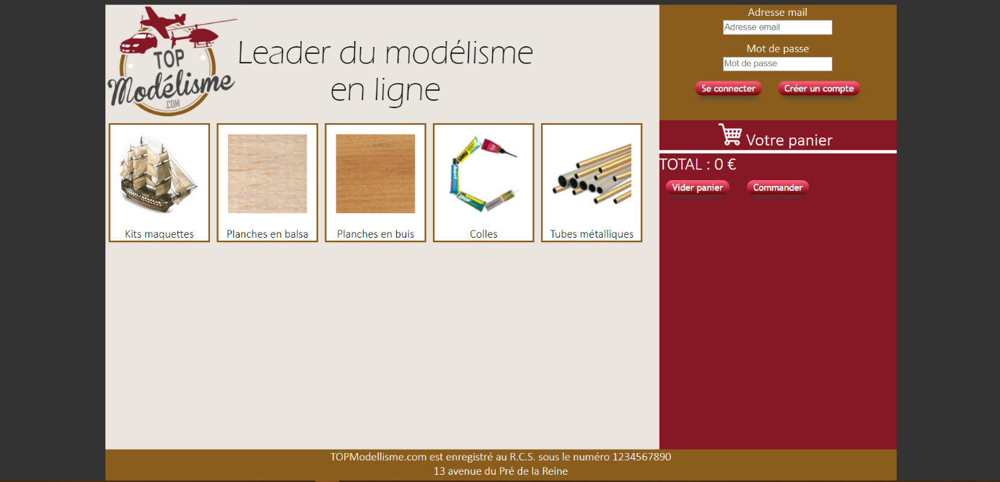 TOP
Modélisme
.COM
Leader du modélisme
en ligne
Adresse mail
Adresse email
Mot de passe
Mot de passe
Se connecter
Créer un compte
Votre panier
TOTAL : 0 €
Vider panier
Commander
UHU
Kits maquettes
Planches en balsa
Planches en buis
Colles
Tubes métalliques
TOPModellisme.com est enregistré au R.C.S. sous le numéro 1234567890
13 avenue du Pré de la Reine